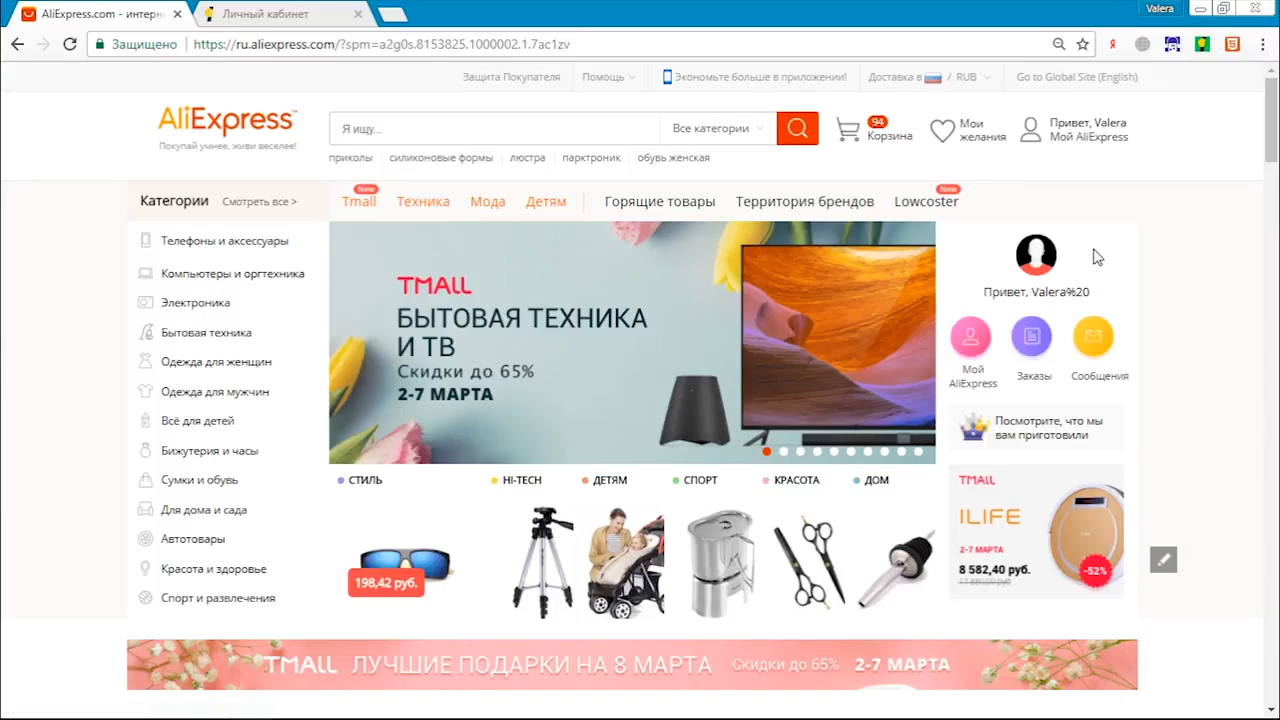 AliExpress.com - интерн
Личный кабинет
Valera
Защищено
https://ru.aliexpress.com/?spm=a2g0s.8153825.1000002.1.7ac1zv
Защита Покупателя
Помощь
Экономьте больше в приложении!
Доставка в / RUB
Go to Global Site (English)
AliExpress™
Покупай умнее, живи веселее!
Я ищу...
Все категории
94
Корзина
Мои
желания
Привет, Valera
Мой AliExpress
приколы
силиконовые формы
люстра
парктроник
обувь женская
Категории
Смотреть все >
New
Tmall
Техника
Мода
Детям
Горящие товары
Территория брендов
New
Lowcoster
Телефоны и аксессуары
Компьютеры и оргтехника
Электроника
Бытовая техника
Одежда для женщин
Одежда для мужчин
Всё для детей
Бижутерия и часы
Сумки и обувь
Для дома и сада
Автотовары
Красота и здоровье
Спорт и развлечения
TMALL
БЫТОВАЯ ТЕХНИКА
И ТВ
Скидки до 65%
2-7 МАРТА
Привет, Valera%20
Мой
AliExpress
Заказы
Сообщения
Посмотрите, что мы
вам приготовили
TMALL
ILIFE
2-7 МАРТА
8 582,40 руб.
-52%
СТИЛЬ
HI-TECH
ДЕТЯМ
СПОРТ
КРАСОТА
ДОМ
198,42 руб.
TMALL ЛУЧШИЕ ПОДАРКИ НА 8 МАРТА Скидки до 65% 2-7 МАРТА